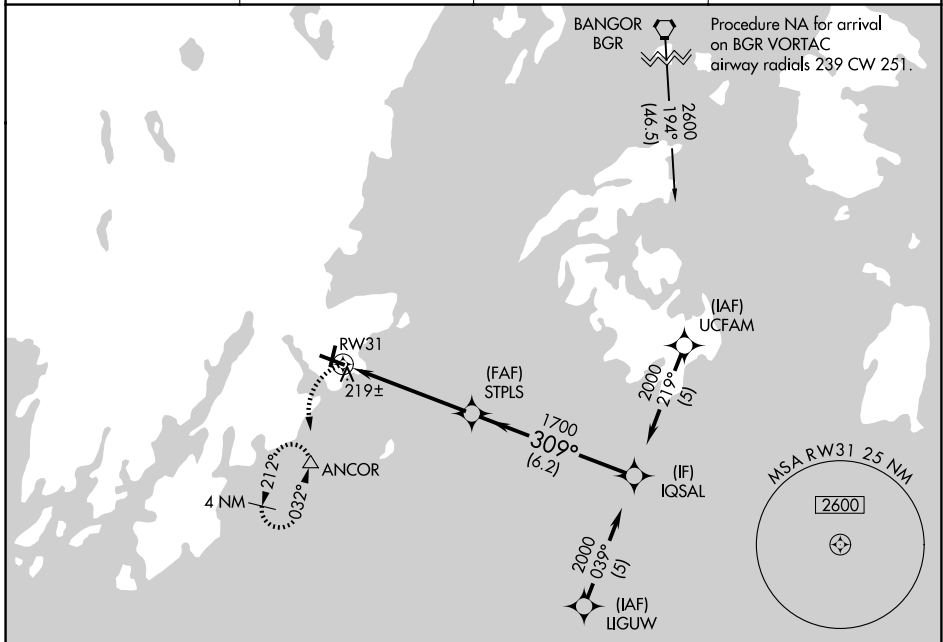 BANGOR
BGR
Procedure NA for arrival
on BGR VORTAC
airway radials 239 CW 251.
2600
194°
(46.5)
(IAF)
UCFAM
RW31
219±
(FAF)
STPLS
2000
219°
(5)
1700
309°
(6.2)
ANCOR
212°
032°
4 NM
(IF)
IQSAL
MSA RW31 25 NM
2600
2000
039°
(5)
(IAF)
LIGUW